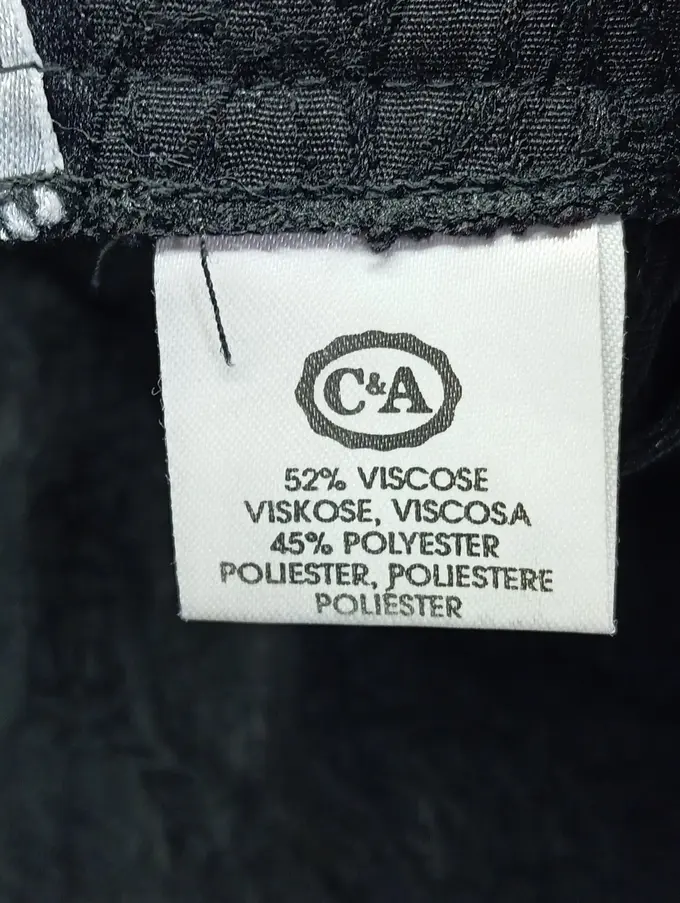 C&A
52% VISCOSE
VISKOSE, VISCOSA
45% POLYESTER
POLIESTER, POLIESTERE
POLIÉSTER